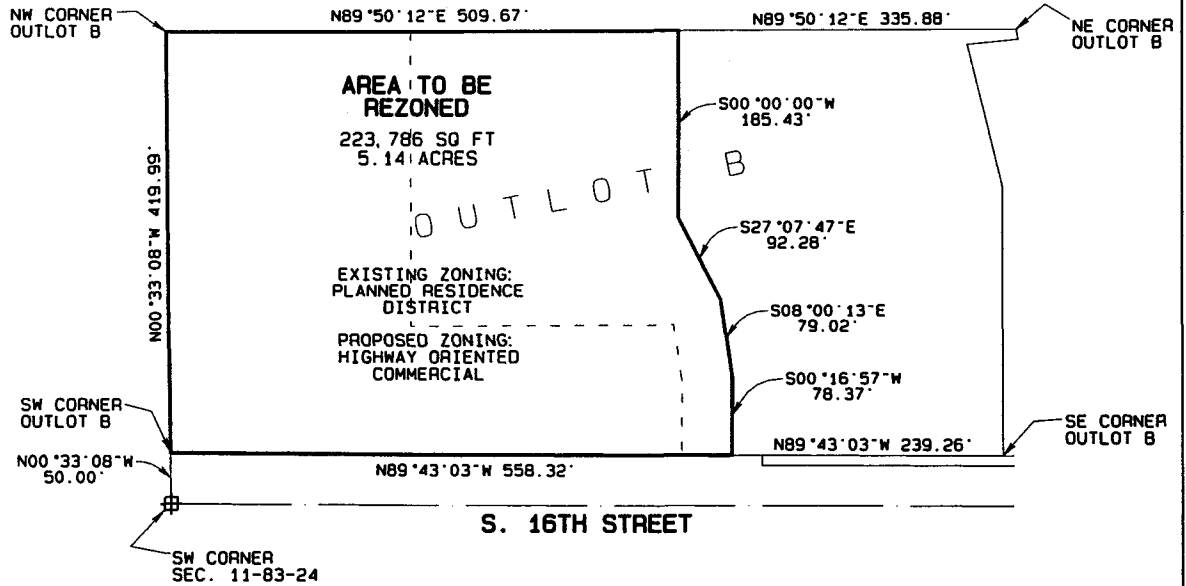 NW CORNER
OUTLOT B
N89°50'12"E 509.67'
N89°50'12"E 335.88'
NE CORNER
OUTLOT B
AREA TO BE
REZONED
223,786 SQ FT
5.14 ACRES
S00°00'00"W
185.43'
N00°33'08"W 419.99'
OUTLOT B
S27°07'47"E
92.28'
EXISTING ZONING:
PLANNED RESIDENCE
DISTRICT
S08°00'13"E
79.02'
PROPOSED ZONING:
HIGHWAY ORIENTED
COMMERCIAL
S00°16'57"W
78.37'
SW CORNER
OUTLOT B
SE CORNER
OUTLOT B
N89°43'03"W 239.26'
N00°33'08"W
50.00'
N89°43'03"W 558.32'
S. 16TH STREET
SW CORNER
SEC. 11-83-24